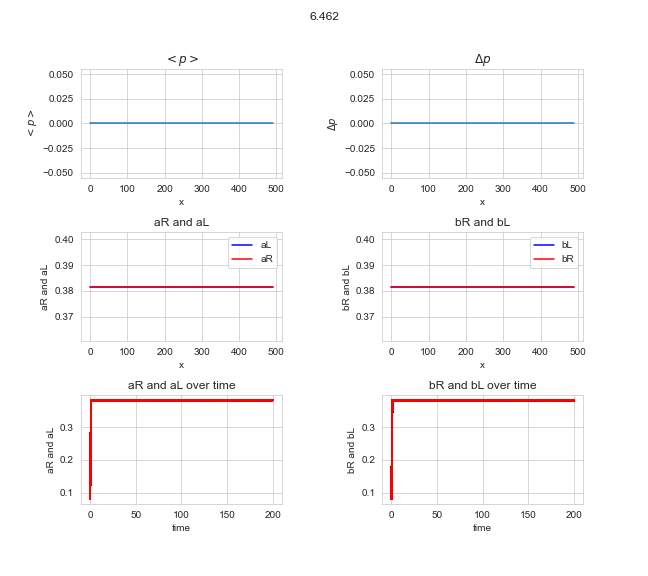 6.462
< p >
Δp
0.050
0.025
0.000
−0.025
−0.050
< p >
0 100 200 300 400 500
x
0.050
0.025
0.000
−0.025
−0.050
Δp
0 100 200 300 400 500
x
aR and aL
bR and bL
0.40
0.39
0.38
0.37
aR and aL
aL
aR
0 100 200 300 400 500
x
0.40
0.39
0.38
0.37
bR and bL
bL
bR
0 100 200 300 400 500
x
aR and aL over time
bR and bL over time
0.3
0.2
0.1
aR and aL
0 50 100 150 200
time
0.3
0.2
0.1
bR and bL
0 50 100 150 200
time